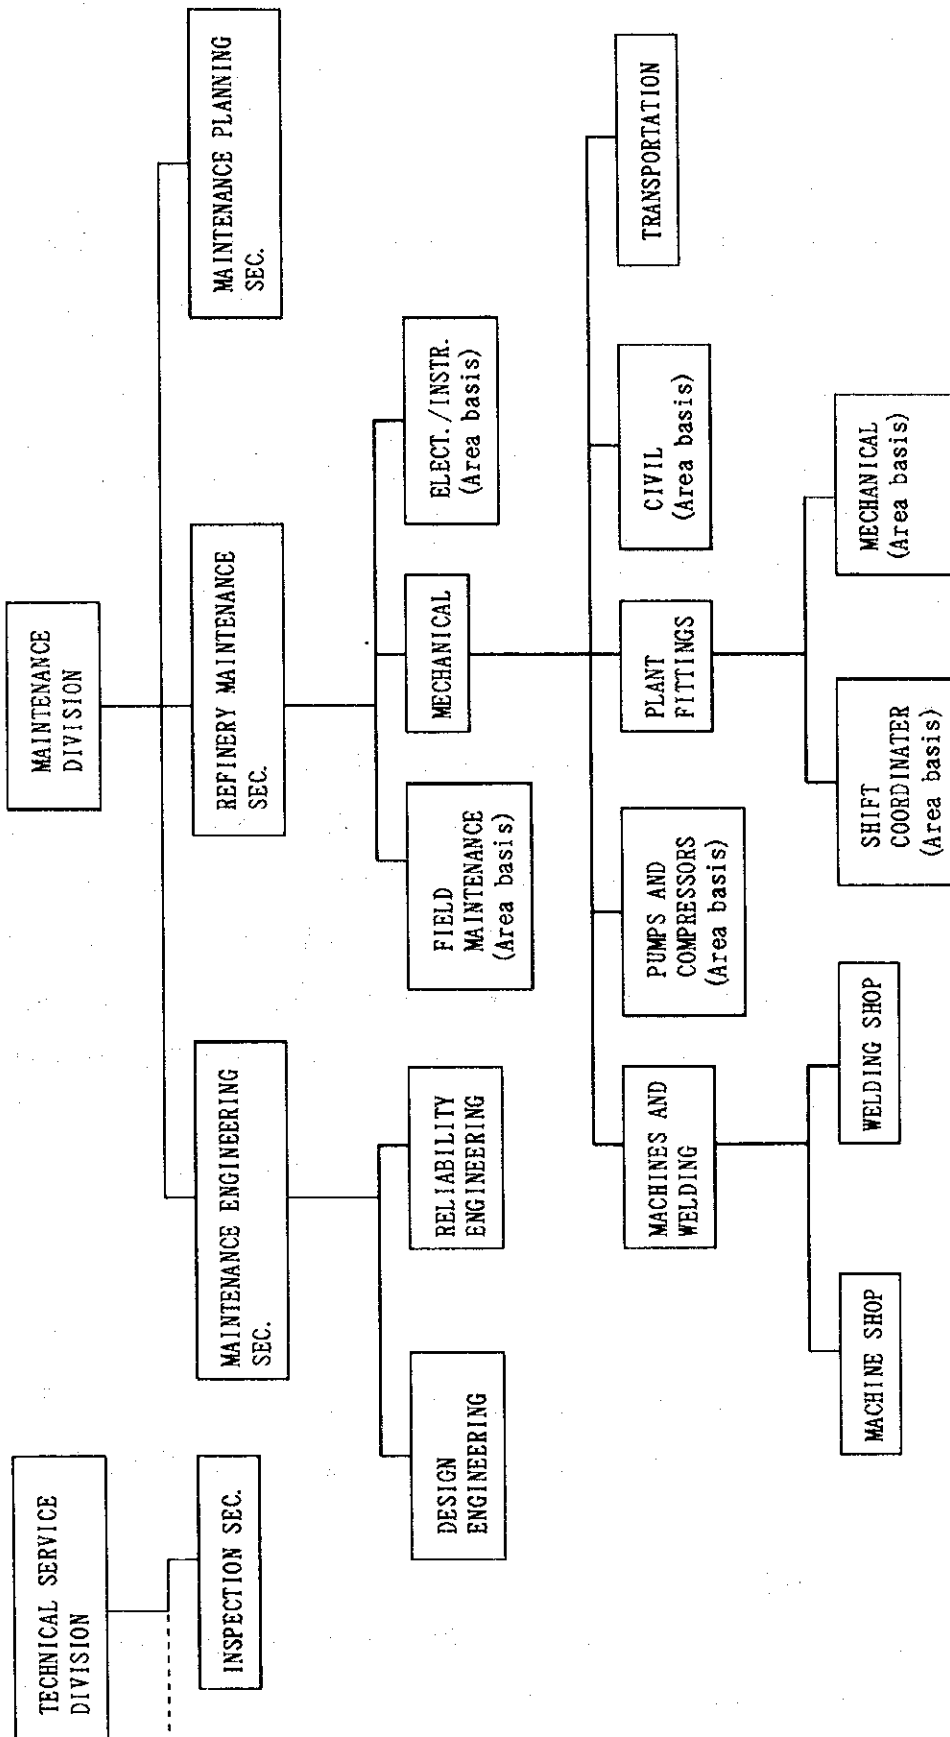 TECHNICAL SERVICE
DIVISION
MAINTENANCE
DIVISION
INSPECTION SEC.
MAINTENANCE ENGINEERING
SEC.
REFINERY MAINTENANCE
SEC.
MAINTENANCE PLANNING
SEC.
DESIGN
ENGINEERING
RELIABILITY
ENGINEERING
FIELD
MAINTENANCE
(Area basis)
MECHANICAL
ELECT./INSTR.
(Area basis)
MACHINES AND
WELDING
PUMPS AND
COMPRESSORS
(Area basis)
PLANT
FITTINGS
CIVIL
(Area basis)
TRANSPORTATION
MACHINE SHOP
WELDING SHOP
SHIFT
COORDINATER
(Area basis)
MECHANICAL
(Area basis)